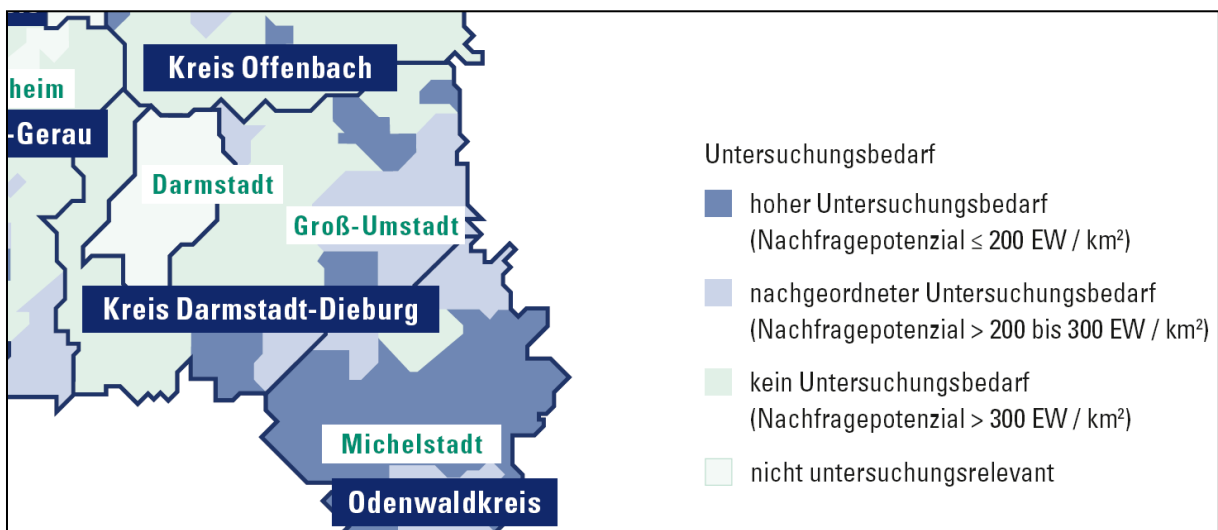 Kreis Offenbach
heim
-Gerau
Darmstadt
Groß-Umstadt
Kreis Darmstadt-Dieburg
Michelstadt
Odenwaldkreis
Untersuchungsbedarf
hoher Untersuchungsbedarf
(Nachfragepotenzial ≤ 200 EW / km²)
nachgeordneter Untersuchungsbedarf
(Nachfragepotenzial > 200 bis 300 EW / km²)
kein Untersuchungsbedarf
(Nachfragepotenzial > 300 EW / km²)
nicht untersuchungsrelevant